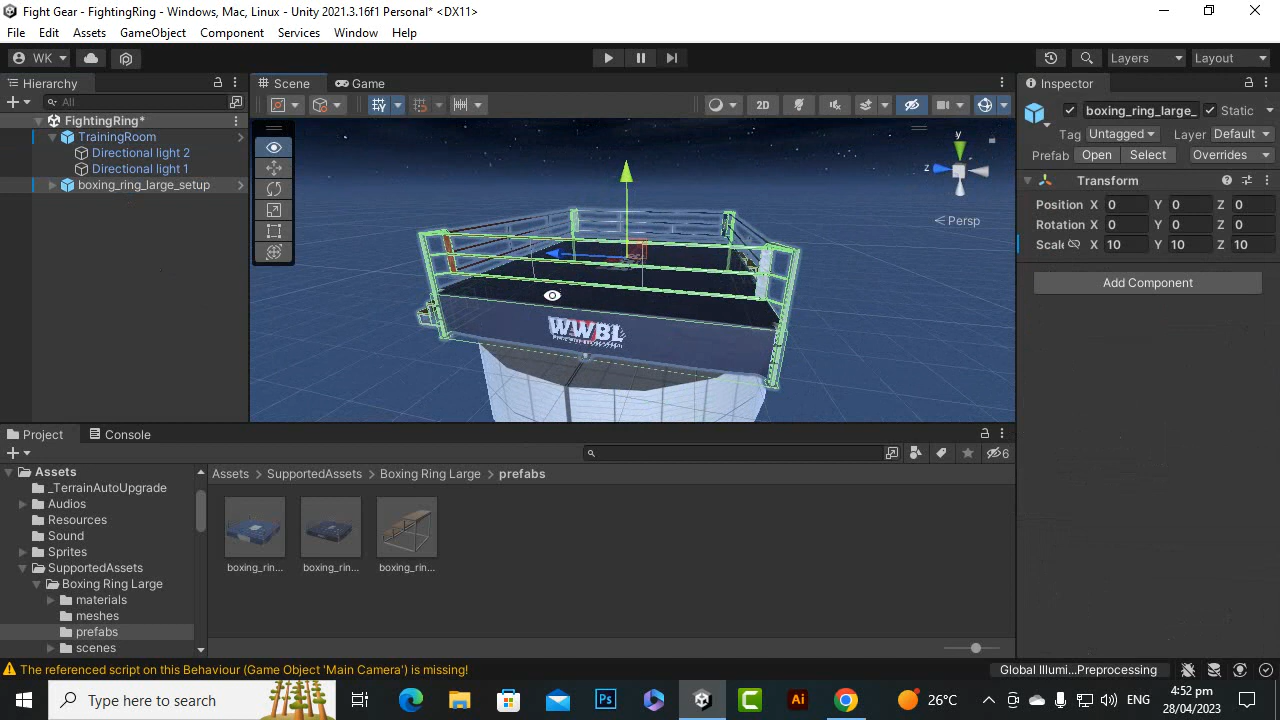 Fight Gear - FightingRing - Windows, Mac, Linux - Unity 2021.3.16f1 Personal* <DX11>
File Edit Assets GameObject Component Services Window Help
WK Layers Layout
Hierarchy Scene Game Inspector
All 2D
FightingRing*
TrainingRoom
Directional light 2
Directional light 1
boxing_ring_large_setup
y
z
Persp
WWBL
boxing_ring_large_ Static
Tag Untagged Layer Default
Prefab Open Select Overrides
Transform
Position X 0 Y 0 Z 0
Rotation X 0 Y 0 Z 0
Scale X 10 Y 10 Z 10
Add Component
Project Console
6
Assets
_TerrainAutoUpgrade
Audios
Resources
Sound
Sprites
SupportedAssets
Boxing Ring Large
materials
meshes
prefabs
scenes
Assets > SupportedAssets > Boxing Ring Large > prefabs
boxing_rin... boxing_rin... boxing_rin...
The referenced script on this Behaviour (Game Object 'Main Camera') is missing!
Global Illumi...Preprocessing
Type here to search
Ps
Ai
26°C
ENG
4:52 pm
28/04/2023